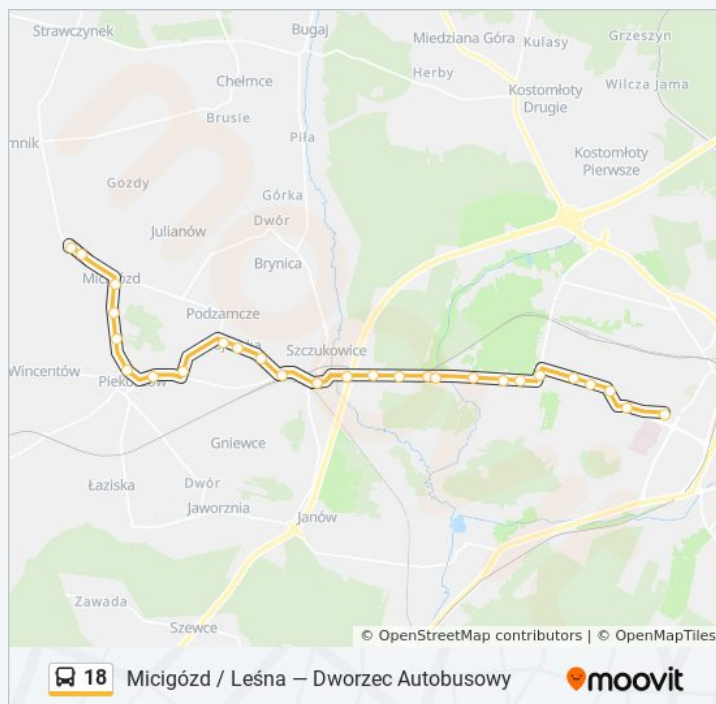 Strawczynek
Bugaj
Miedziana Góra
Kulasy
Grzeszyn
Chełmce
Herby
Wilcza Jama
Kostomłoty
Drugie
Brusie
Piła
mnik
Kostomłoty
Pierwsze
Gozdy
Górka
Dwór
Julianów
Brynica
Micigózd
Podzamcze
Szczukowice
Wincentów
Gniewce
Łaziska
Dwór
Jaworznia
Janów
Zawada
Szewce
© OpenStreetMap contributors | © OpenMapTiles
18 Micigózd / Leśna — Dworzec Autobusowy
moovit